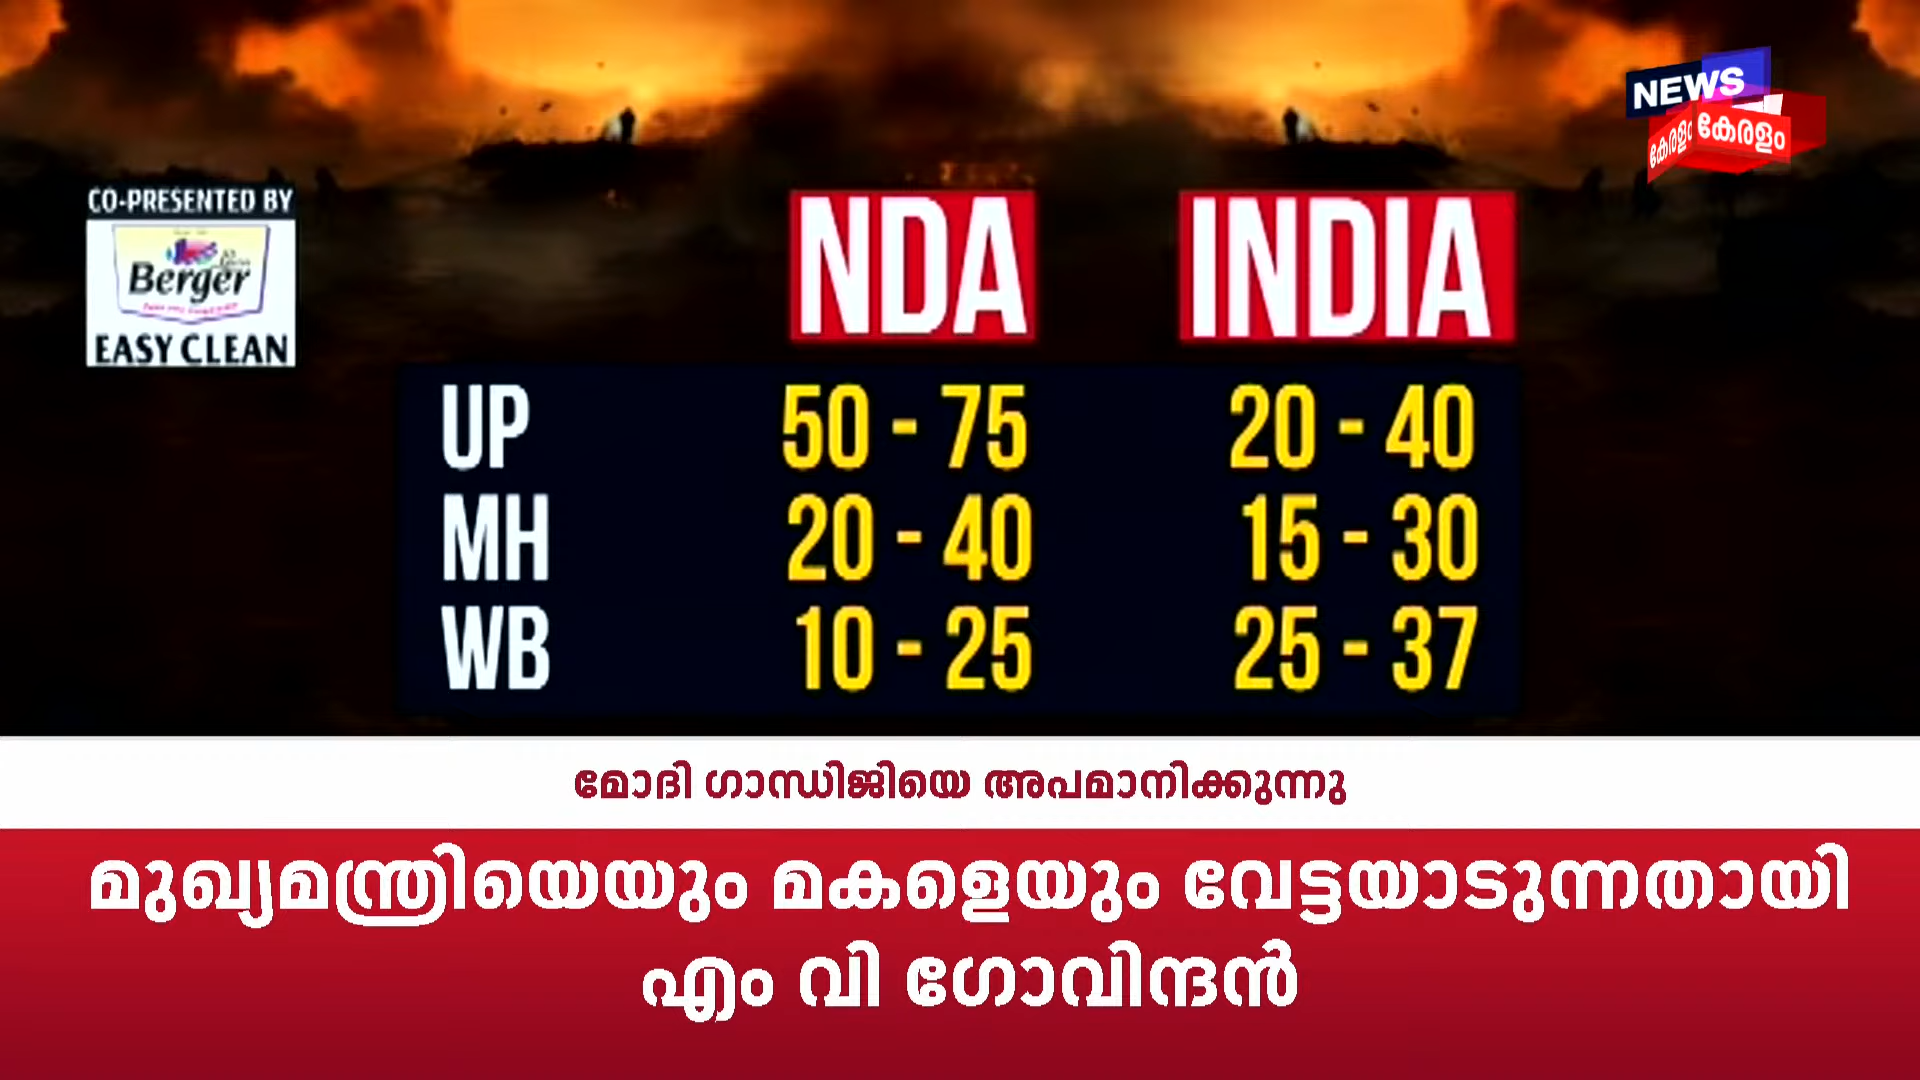 NEWS
കേരളം കേരളം
CO-PRESENTED BY
Berger
EASY CLEAN
NDA INDIA
UP 50 - 75 20 - 40
MH 20 - 40 15 - 30
WB 10 - 25 25 - 37
മോദി ഗാന്ധിജിയെ അപമാനിക്കുന്നു
മുഖ്യമന്ത്രിയെയും മകളെയും വേട്ടയാടുന്നതായി
എം വി ഗോവിന്ദൻ